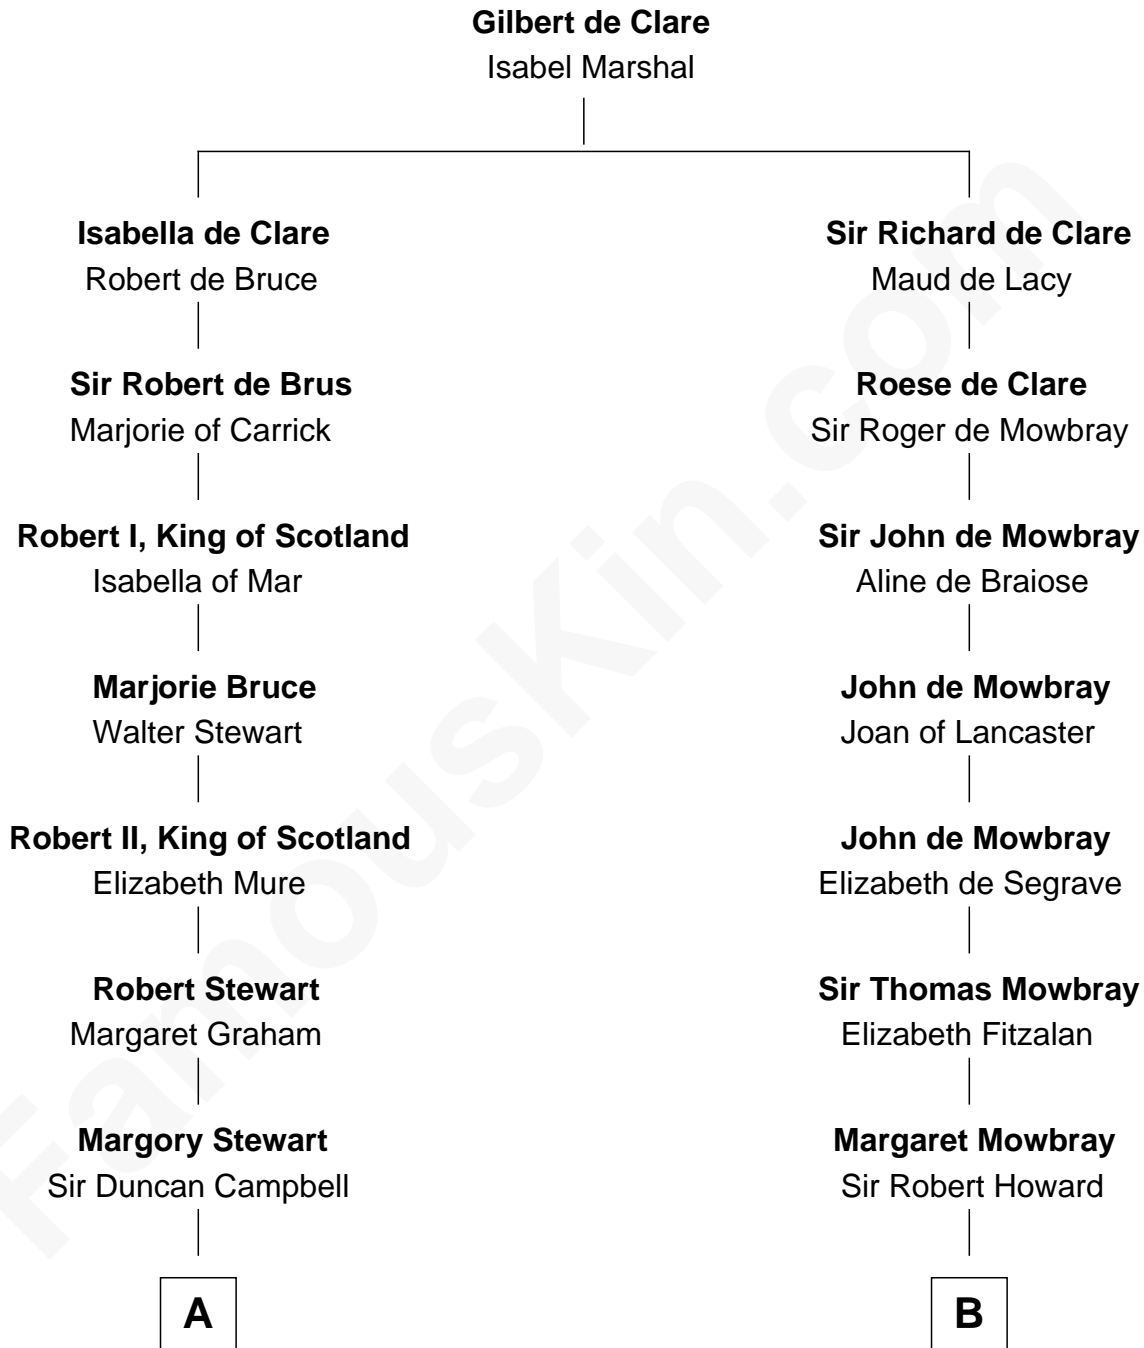 Gilbert de Clare
Isabel Marshal
Isabella de Clare
Robert de Bruce
Sir Robert de Brus
Marjorie of Carrick
Robert I, King of Scotland
Isabella of Mar
Marjorie Bruce
Walter Stewart
Robert II, King of Scotland
Elizabeth Mure
Robert Stewart
Margaret Graham
Margory Stewart
Sir Duncan Campbell
A
Sir Richard de Clare
Maud de Lacy
Roese de Clare
Sir Roger de Mowbray
Sir John de Mowbray
Aline de Braiose
John de Mowbray
Joan of Lancaster
John de Mowbray
Elizabeth de Segrave
Sir Thomas Mowbray
Elizabeth Fitzalan
Margaret Mowbray
Sir Robert Howard
B
FamousKin.com